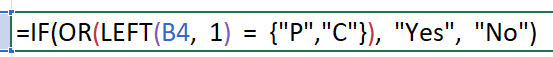 =IF(OR(LEFT(B4, 1) = {"P","C"}), "Yes", "No")